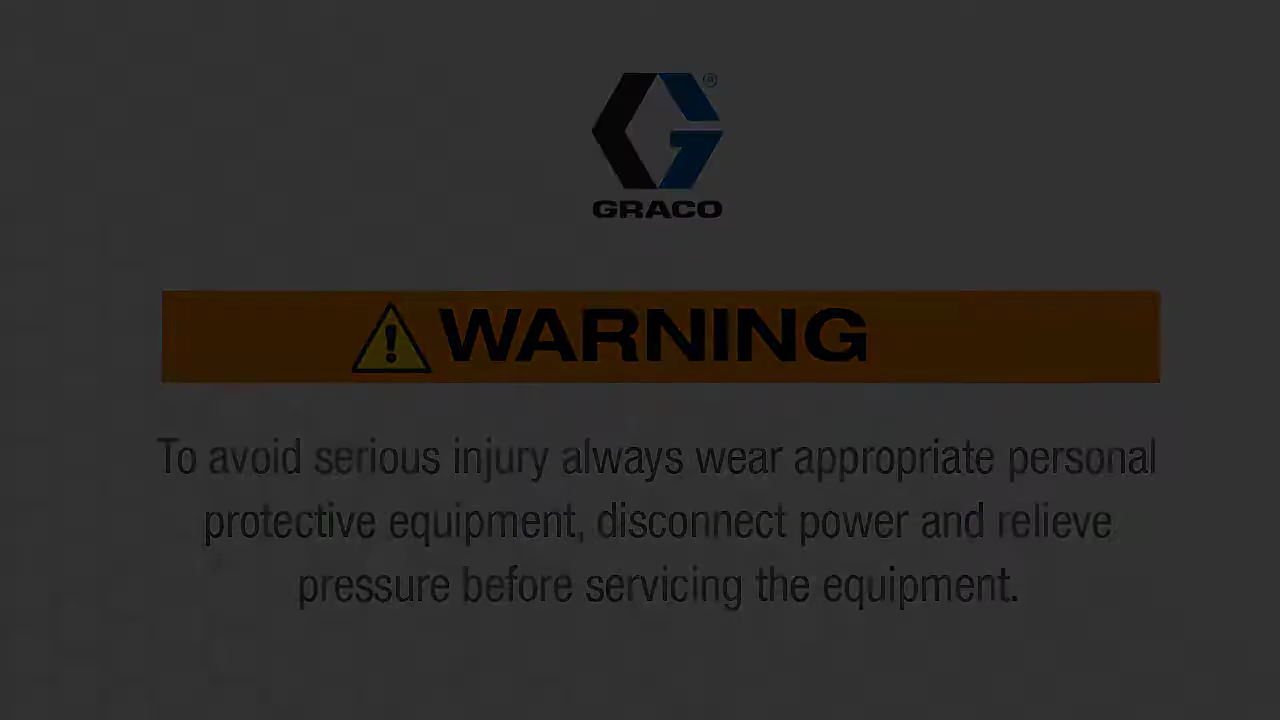 GRACO
WARNING
To avoid serious injury always wear appropriate personal
protective equipment, disconnect power and relieve
pressure before servicing the equipment.